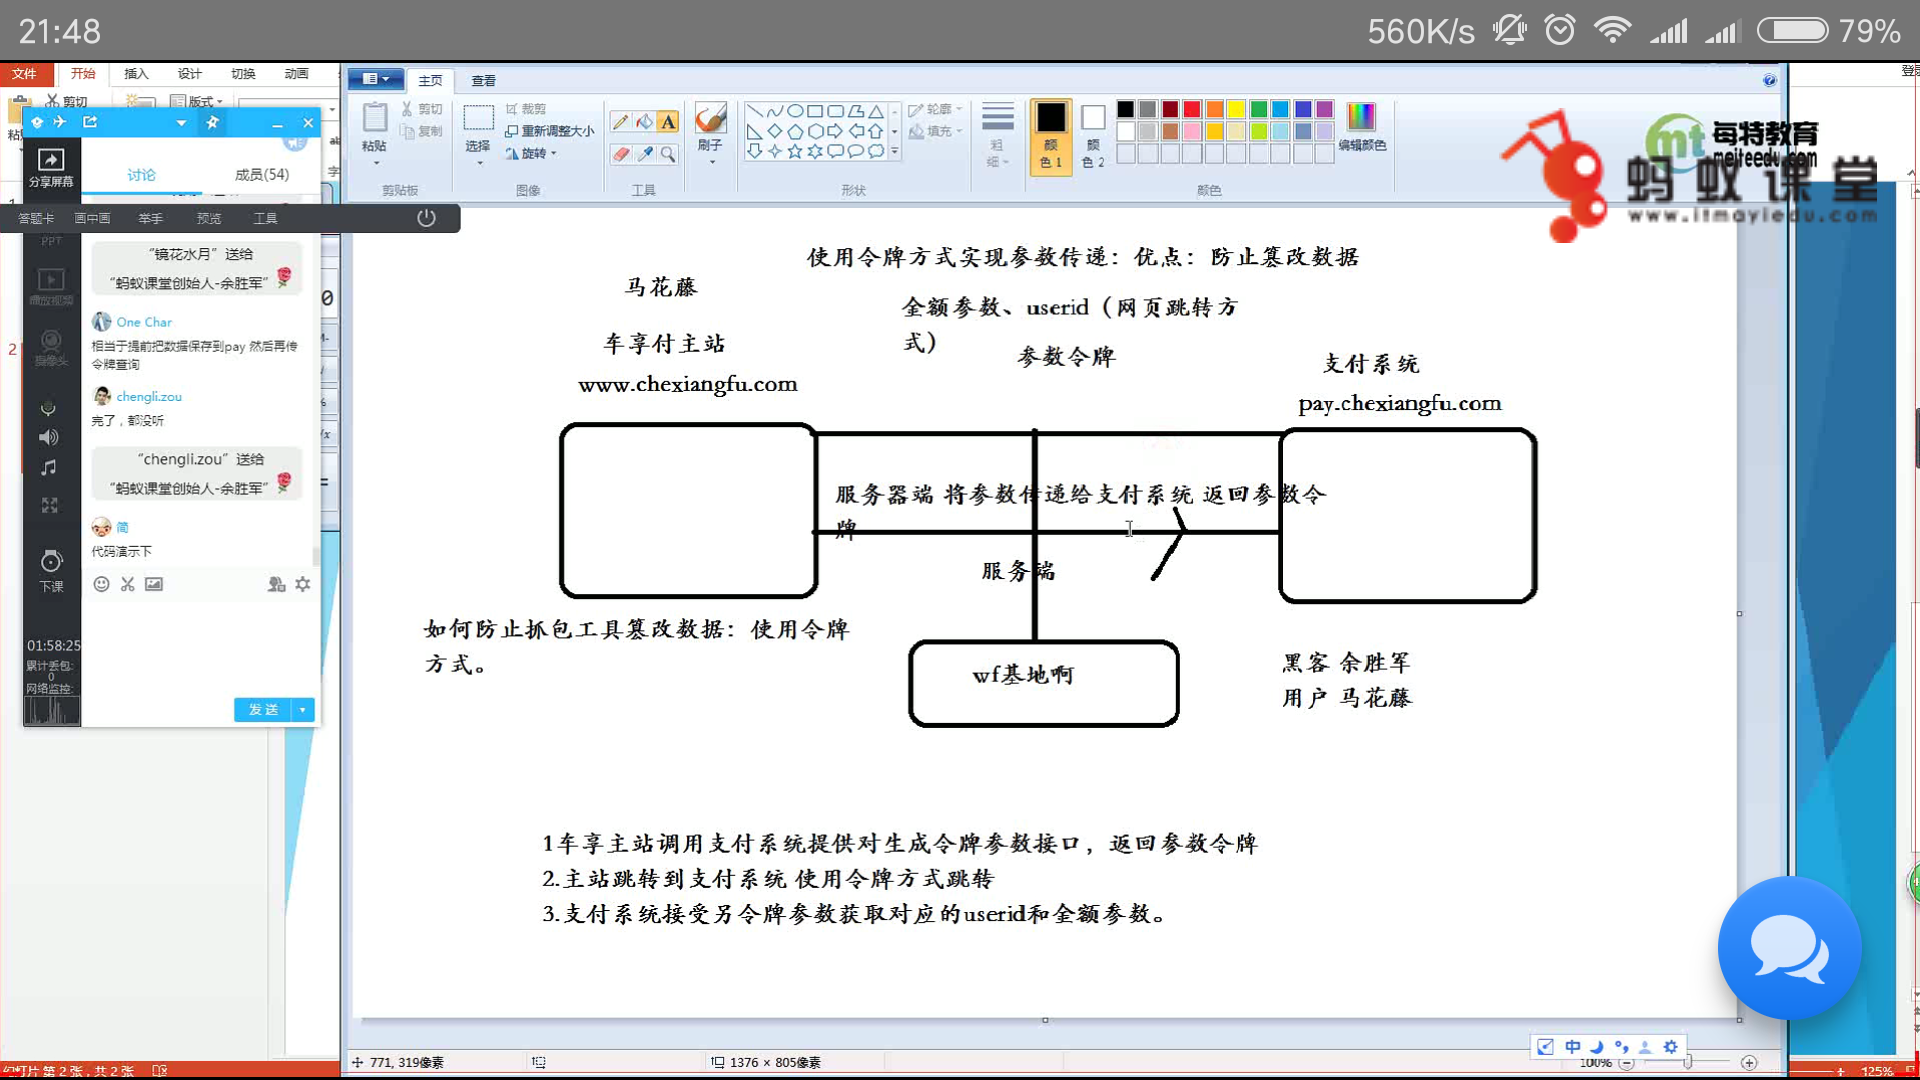 21:48
560K/s
79%
文件 开始 插入 设计 切换 动画
剪切 版式
主页 查看
粘贴 剪切 复制
剪贴板
选择 裁剪 重新调整大小 旋转
图像
工具
刷子
形状
轮廓 填充
粗细
颜色 1
颜色 2
编辑颜色
颜色
每特教育
meiteedu.com
蚂蚁课堂
www.itmayiedu.com
分享屏幕
讨论 成员(54)
答题卡 画中画 举手 预览 工具
PPT
播放视频
摄像头
下课
“镜花水月”送给
“蚂蚁课堂创始人-余胜军”
One Char
相当于提前把数据保存到pay 然后再传
令牌查询
chengli.zou
完了，都没听
“chengli.zou”送给
“蚂蚁课堂创始人-余胜军”
简
代码演示下
01:58:25
累计丢包:
0
网络监控:
发送
2
使用令牌方式实现参数传递：优点：防止篡改数据
马花藤
金额参数、userid（网页跳转方
式）
车享付主站
参数令牌
支付系统
www.chexiangfu.com
pay.chexiangfu.com
服务器端 将参数传递给支付系统 返回参数令
牌
服务端
如何防止抓包工具篡改数据：使用令牌
方式。
wf基地啊
黑客 余胜军
用户 马花藤
1车享主站调用支付系统提供对生成令牌参数接口，返回参数令牌
2.主站跳转到支付系统 使用令牌方式跳转
3.支付系统接受另令牌参数获取对应的userid和金额参数。
771, 319像素
1376 × 805像素
中
100%
幻灯片 第 2 张，共 2 张
125%